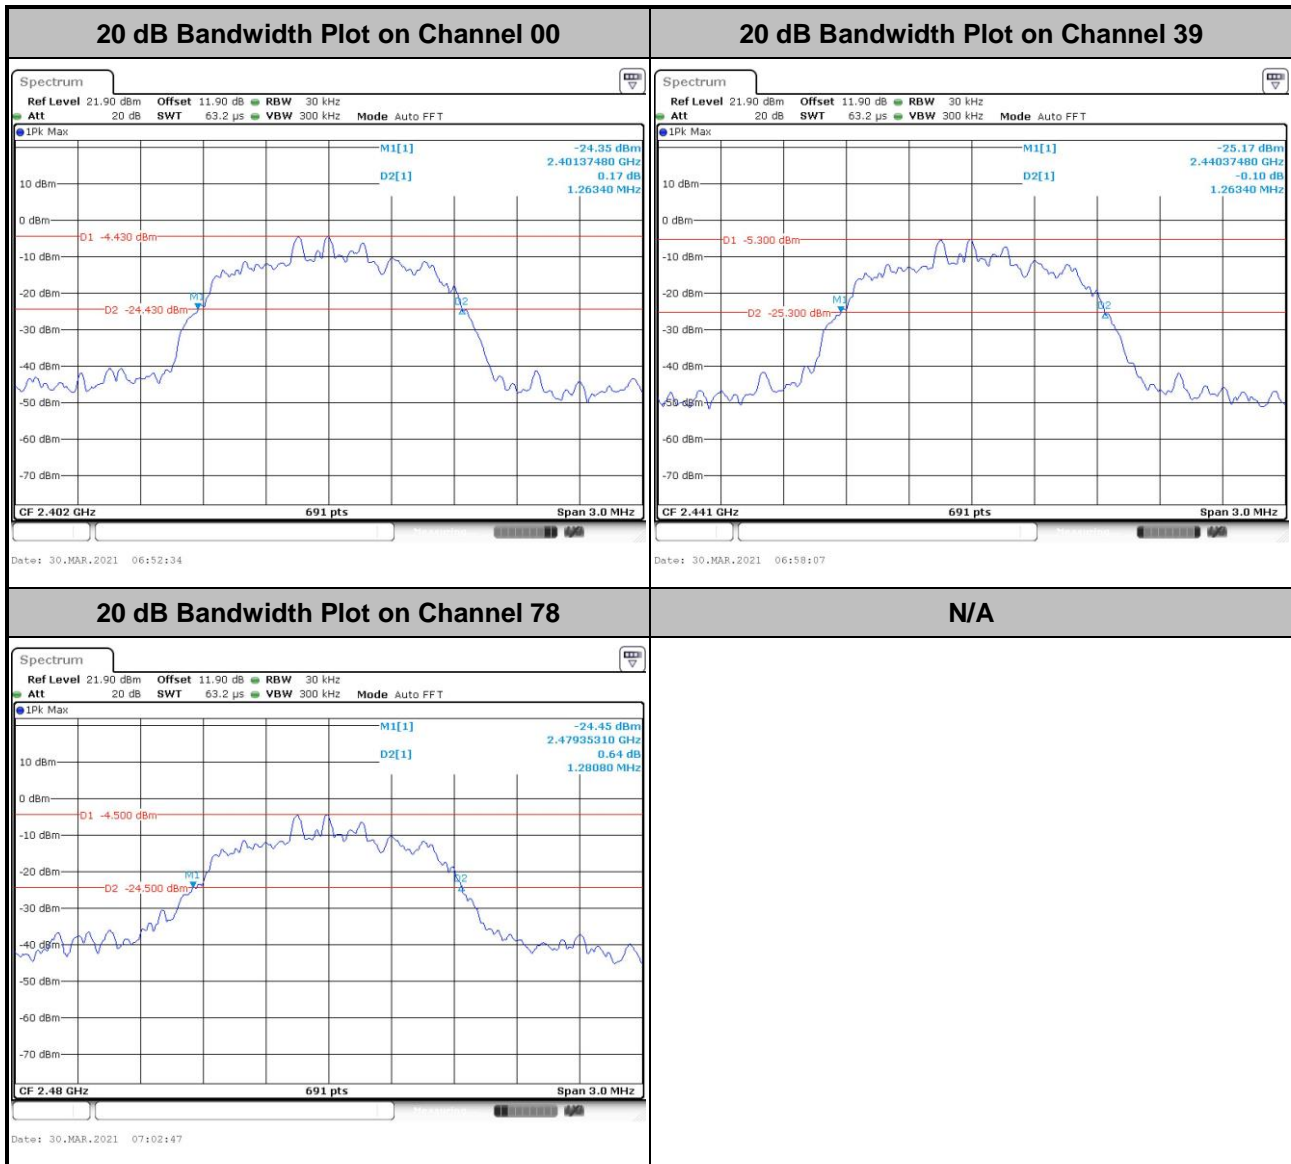 20 dB Bandwidth Plot on Channel 00
Spectrum
Ref Level 21.90 dBm Offset 11.90 dB RBW 30 kHz
Att 20 dB SWT 63.2 µs VBW 300 kHz Mode Auto FFT
1Pk Max
M1[1] -24.35 dBm
2.40137480 GHz
D2[1] 0.17 dB
1.26340 MHz
10 dBm
0 dBm
D1 -4.430 dBm
-10 dBm
-20 dBm
M1
D2
D2 -24.430 dBm
-30 dBm
-40 dBm
-50 dBm
-60 dBm
-70 dBm
CF 2.402 GHz 691 pts Span 3.0 MHz
Date: 30.MAR.2021 06:52:34
20 dB Bandwidth Plot on Channel 39
Spectrum
Ref Level 21.90 dBm Offset 11.90 dB RBW 30 kHz
Att 20 dB SWT 63.2 µs VBW 300 kHz Mode Auto FFT
1Pk Max
M1[1] -25.17 dBm
2.44037480 GHz
D2[1] -0.10 dB
1.26340 MHz
10 dBm
0 dBm
D1 -5.300 dBm
-10 dBm
-20 dBm
M1
D2
D2 -25.300 dBm
-30 dBm
-40 dBm
-50 dBm
-60 dBm
-70 dBm
CF 2.441 GHz 691 pts Span 3.0 MHz
Date: 30.MAR.2021 06:58:07
20 dB Bandwidth Plot on Channel 78
Spectrum
Ref Level 21.90 dBm Offset 11.90 dB RBW 30 kHz
Att 20 dB SWT 63.2 µs VBW 300 kHz Mode Auto FFT
1Pk Max
M1[1] -24.45 dBm
2.47935310 GHz
D2[1] 0.64 dB
1.28080 MHz
10 dBm
0 dBm
D1 -4.500 dBm
-10 dBm
-20 dBm
M1
D2
D2 -24.500 dBm
-30 dBm
-40 dBm
-50 dBm
-60 dBm
-70 dBm
CF 2.48 GHz 691 pts Span 3.0 MHz
Date: 30.MAR.2021 07:02:47
N/A